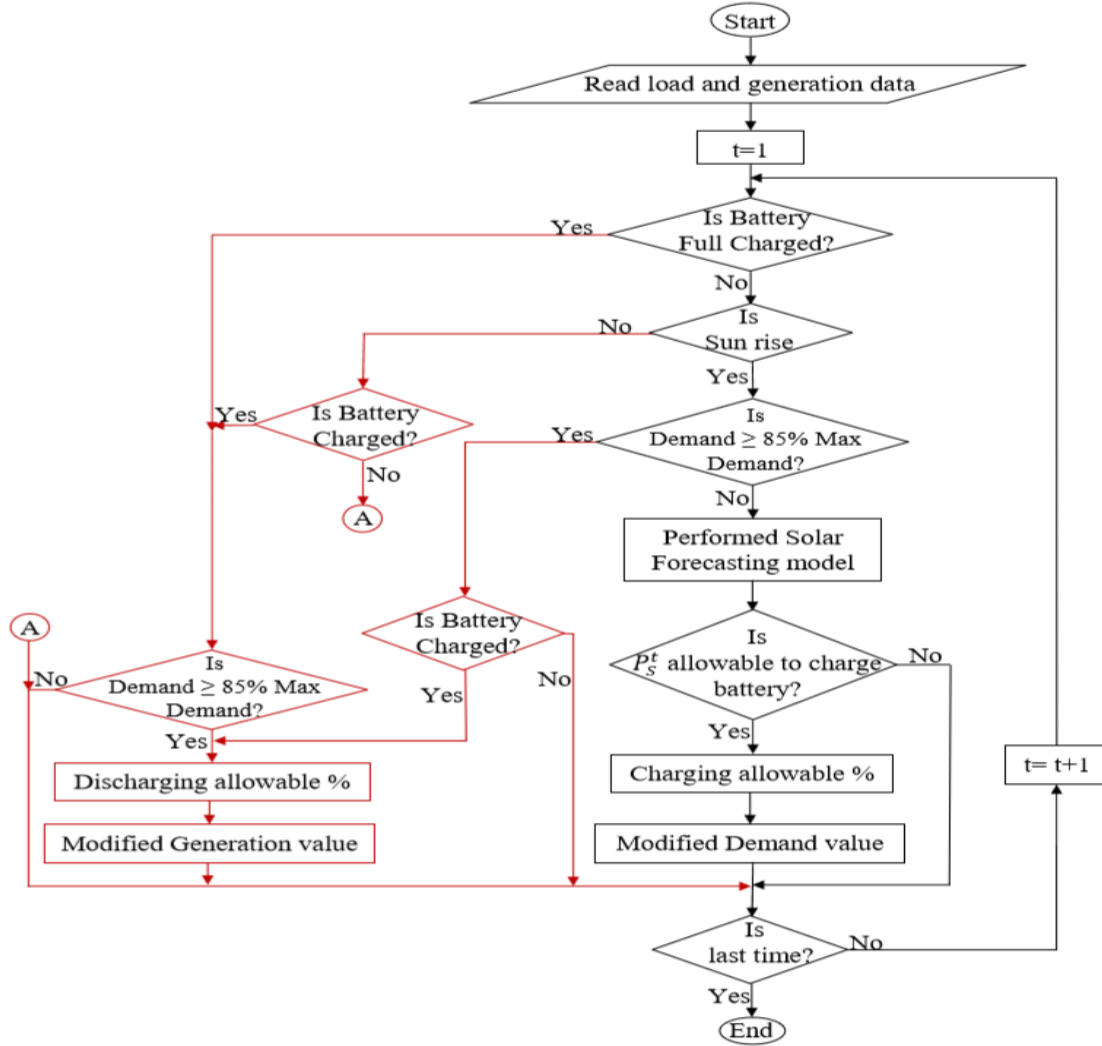 Start
Read load and generation data
t=1
Is Battery
Full Charged?
Yes
No
Is
Sun rise
No
Yes
Is Battery
Charged?
Yes
No
A
Is
Demand ≥ 85% Max
Demand?
Yes
No
Performed Solar
Forecasting model
Is Battery
Charged?
Yes
No
Is
P_s^t allowable to charge
battery?
No
Yes
A
Is
Demand ≥ 85% Max
Demand?
No
Yes
Discharging allowable %
Charging allowable %
t= t+1
Modified Generation value
Modified Demand value
Is
last time?
No
Yes
End